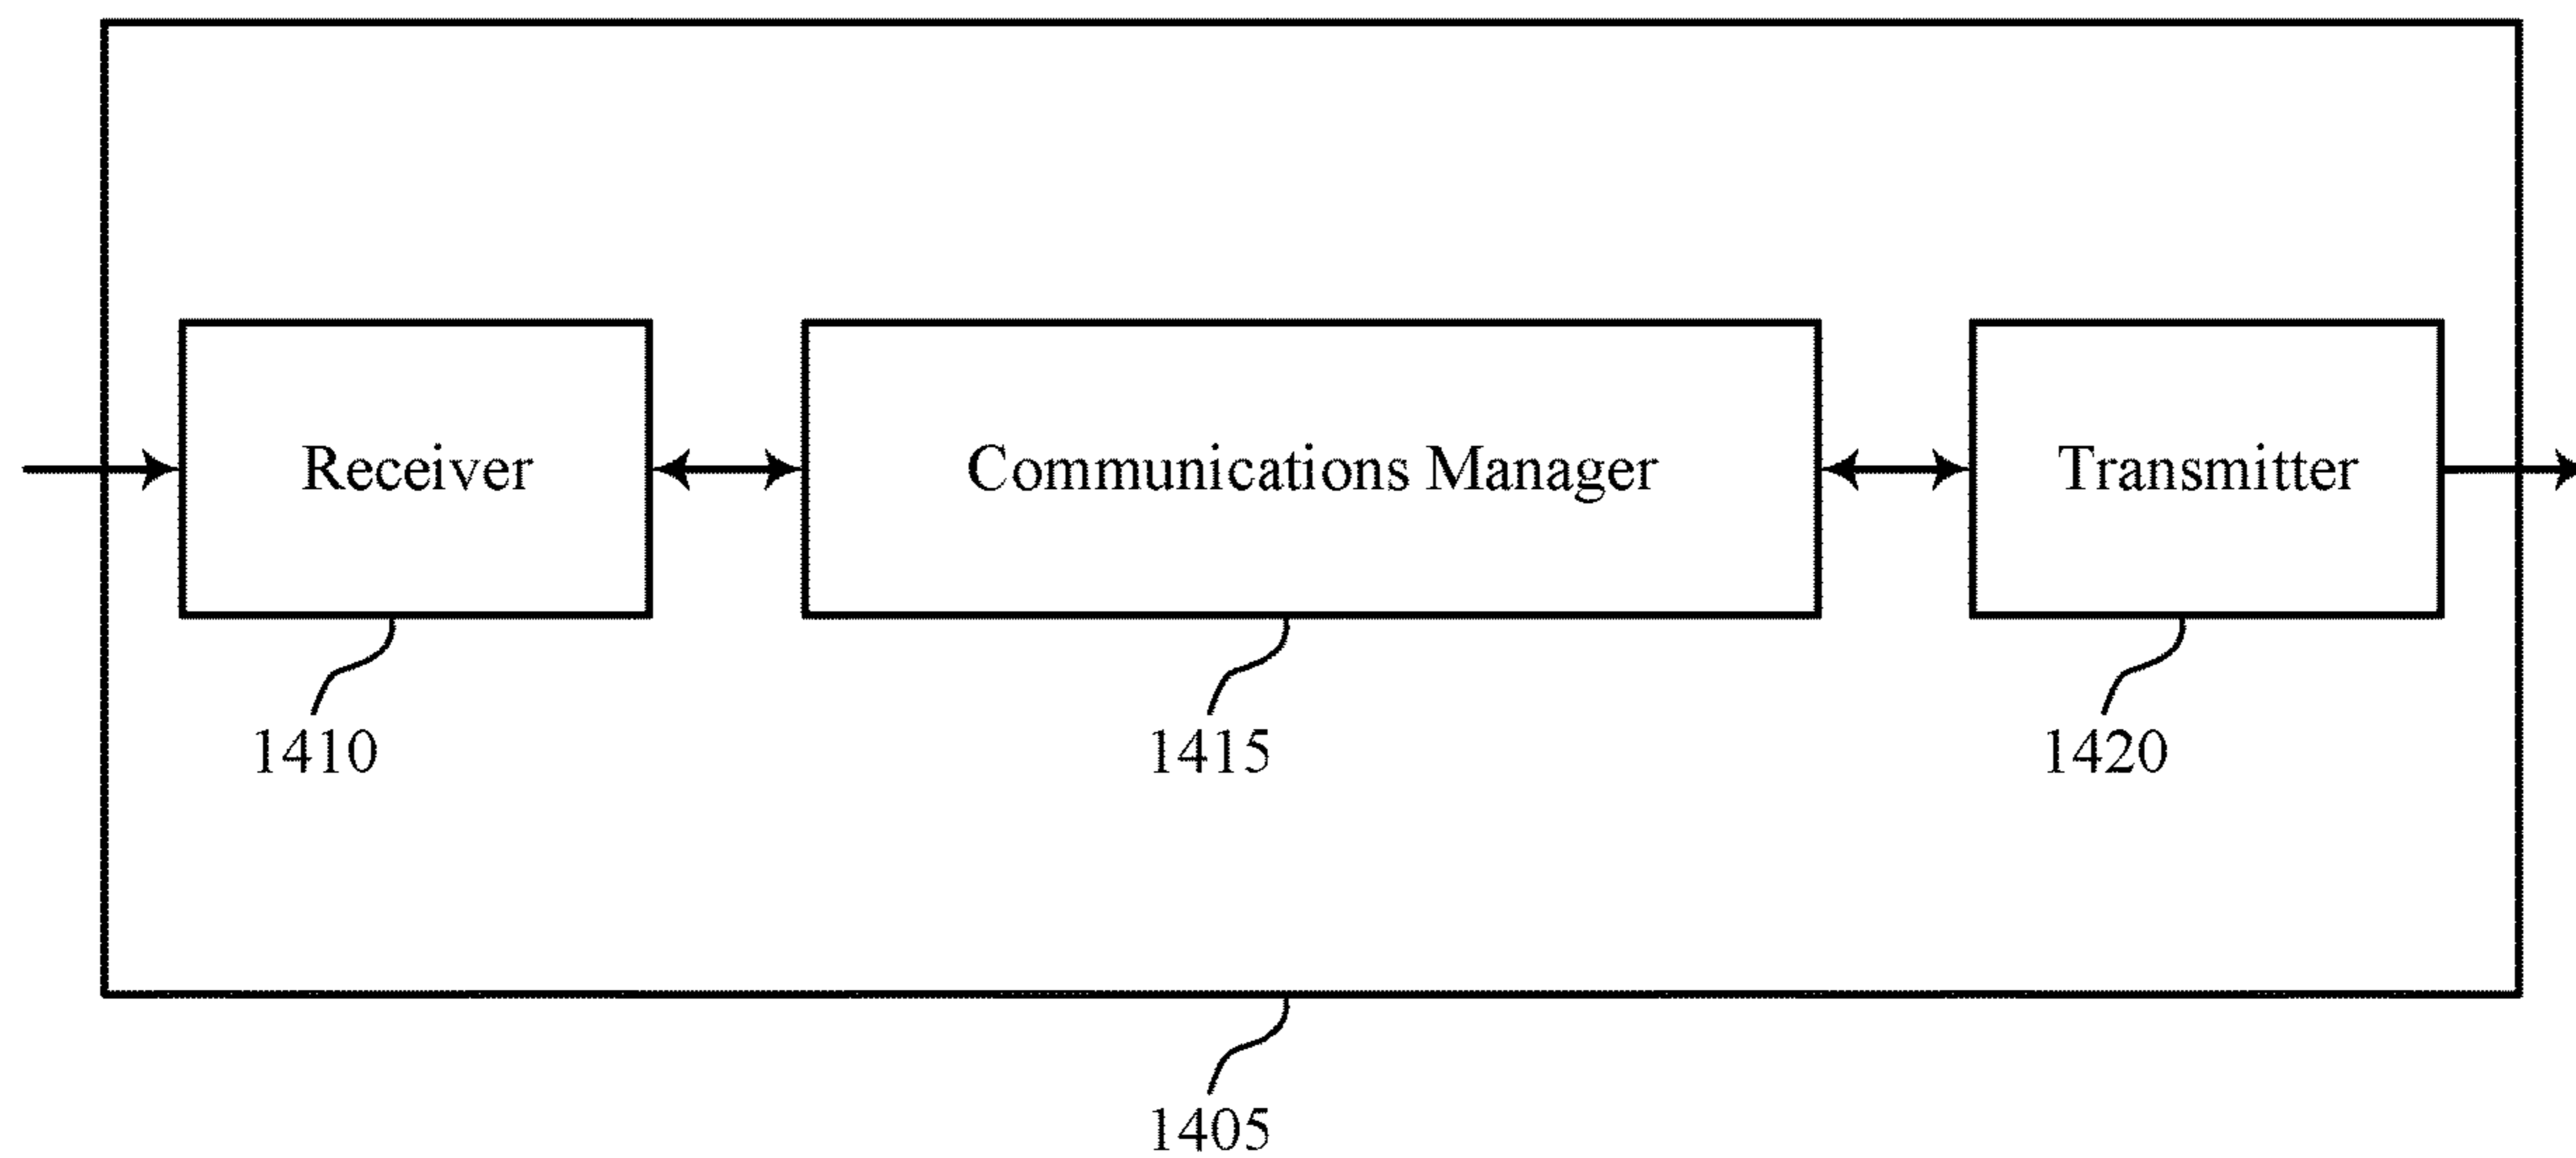 Receiver
Communications Manager
Transmitter
1410
1415
1420
1405